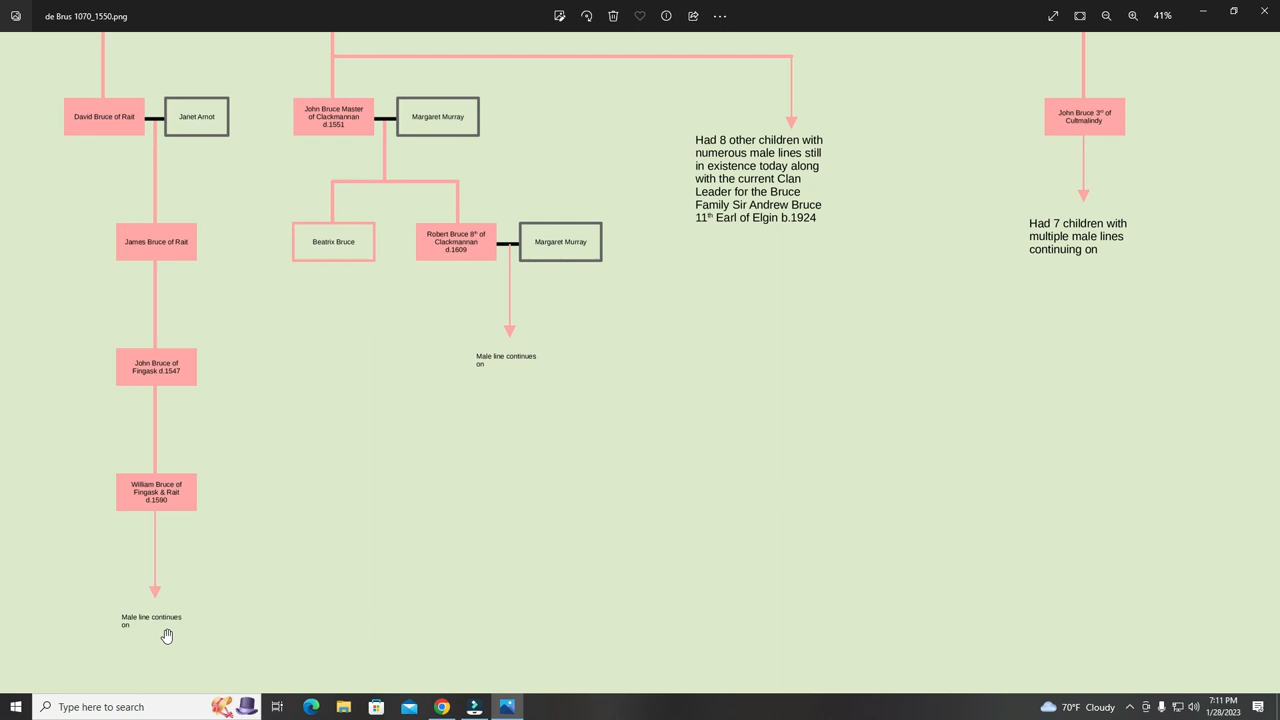 de Brus 1070_1550.png
41%
David Bruce of Rait
Janet Arnot
John Bruce Master
of Clackmannan
d.1551
Margaret Murray
John Bruce 3rd of
Cultmalindy
Had 8 other children with
numerous male lines still
in existence today along
with the current Clan
Leader for the Bruce
Family Sir Andrew Bruce
11th Earl of Elgin b.1924
Had 7 children with
multiple male lines
continuing on
James Bruce of Rait
Beatrix Bruce
Robert Bruce 8th of
Clackmannan
d.1609
Margaret Murray
Male line continues
on
John Bruce of
Fingask d.1547
William Bruce of
Fingask & Rait
d.1590
Male line continues
on
Type here to search
70°F Cloudy
7:11 PM
1/28/2023